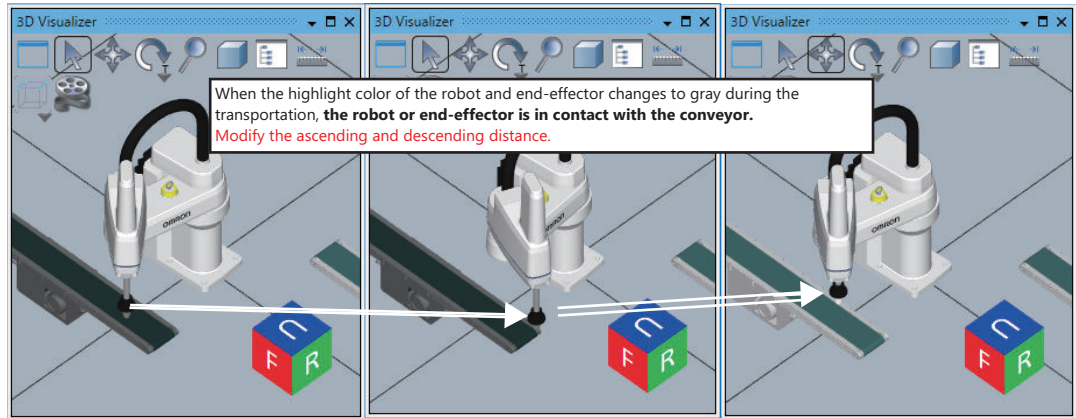 3D Visualizer
3D Visualizer
3D Visualizer
When the highlight color of the robot and end-effector changes to gray during the
transportation, the robot or end-effector is in contact with the conveyor.
Modify the ascending and descending distance.
OMRON
OMRON
OMRON
U
F R
U
F R
U
F R